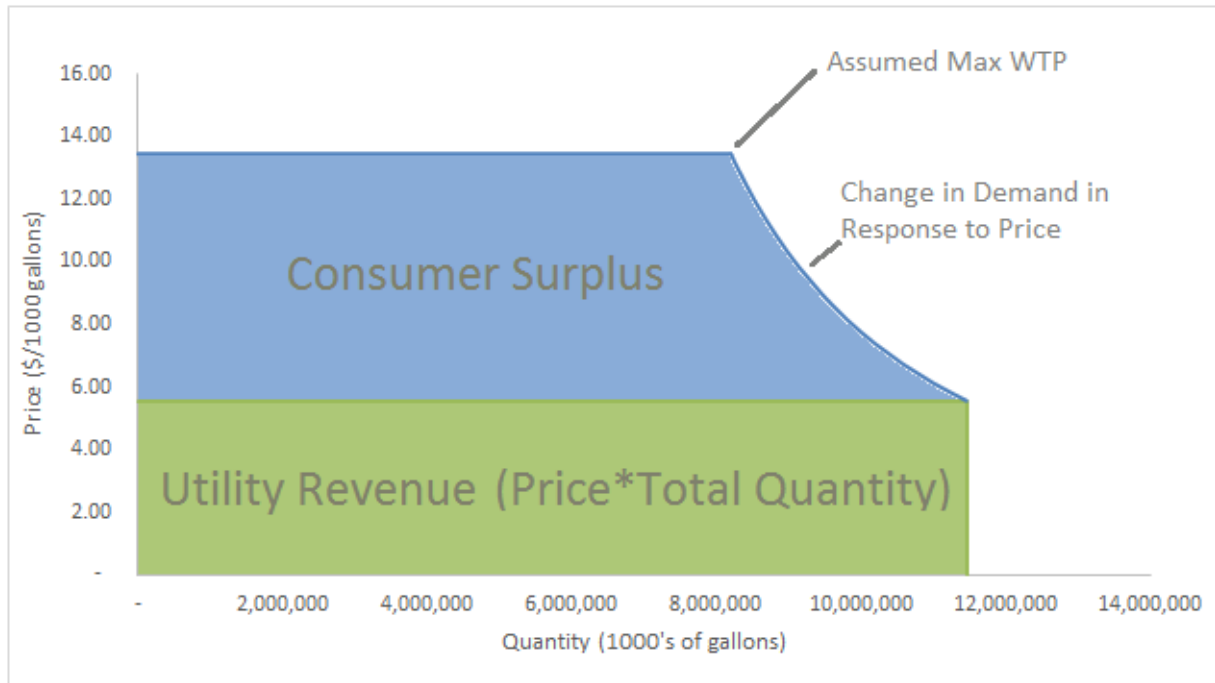 16.00
14.00
12.00
10.00
8.00
6.00
4.00
2.00
-
Price ($/1000 gallons)
Assumed Max WTP
Change in Demand in
Response to Price
Consumer Surplus
Utility Revenue (Price*Total Quantity)
-
2,000,000
4,000,000
6,000,000
8,000,000
10,000,000
12,000,000
14,000,000
Quantity (1000's of gallons)